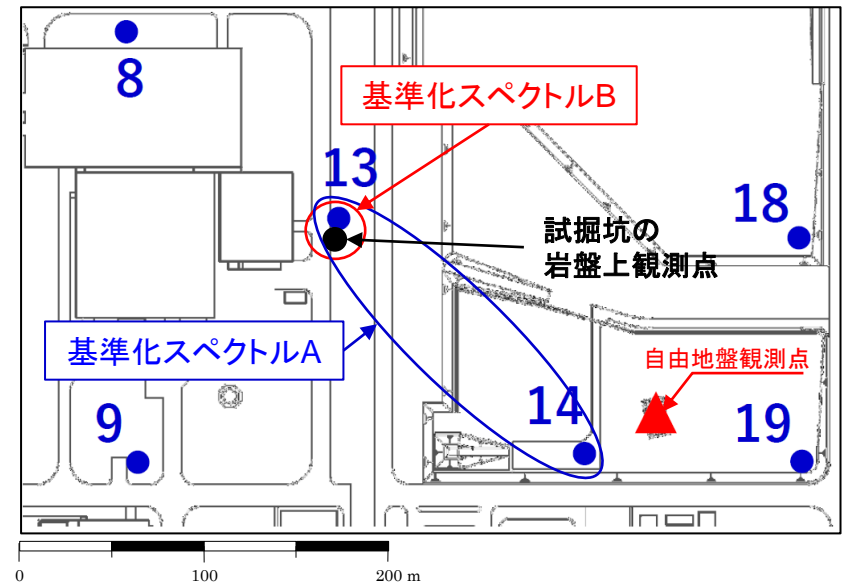 8
基準化スペクトルB
13
18
試掘坑の
岩盤上観測点
基準化スペクトルA
自由地盤観測点
9
14
19
0
100
200 m